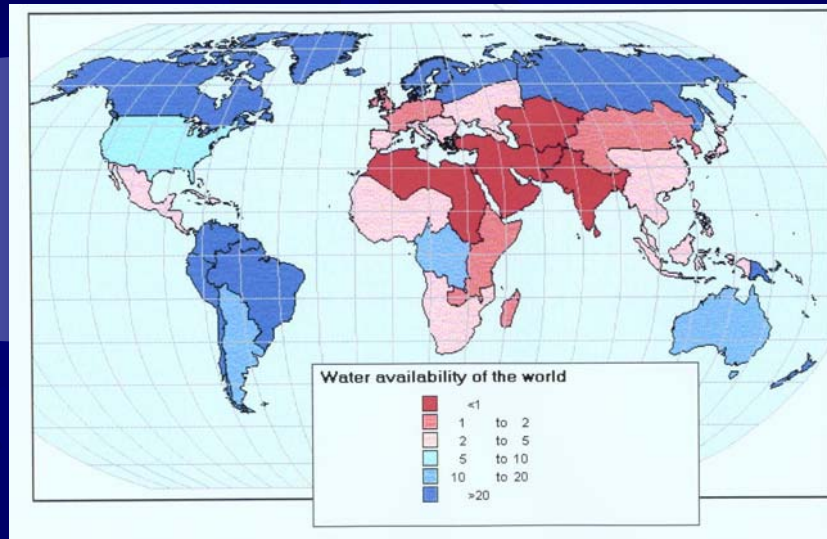 Water availability of the world
<1
1 to 2
2 to 5
5 to 10
10 to 20
>20